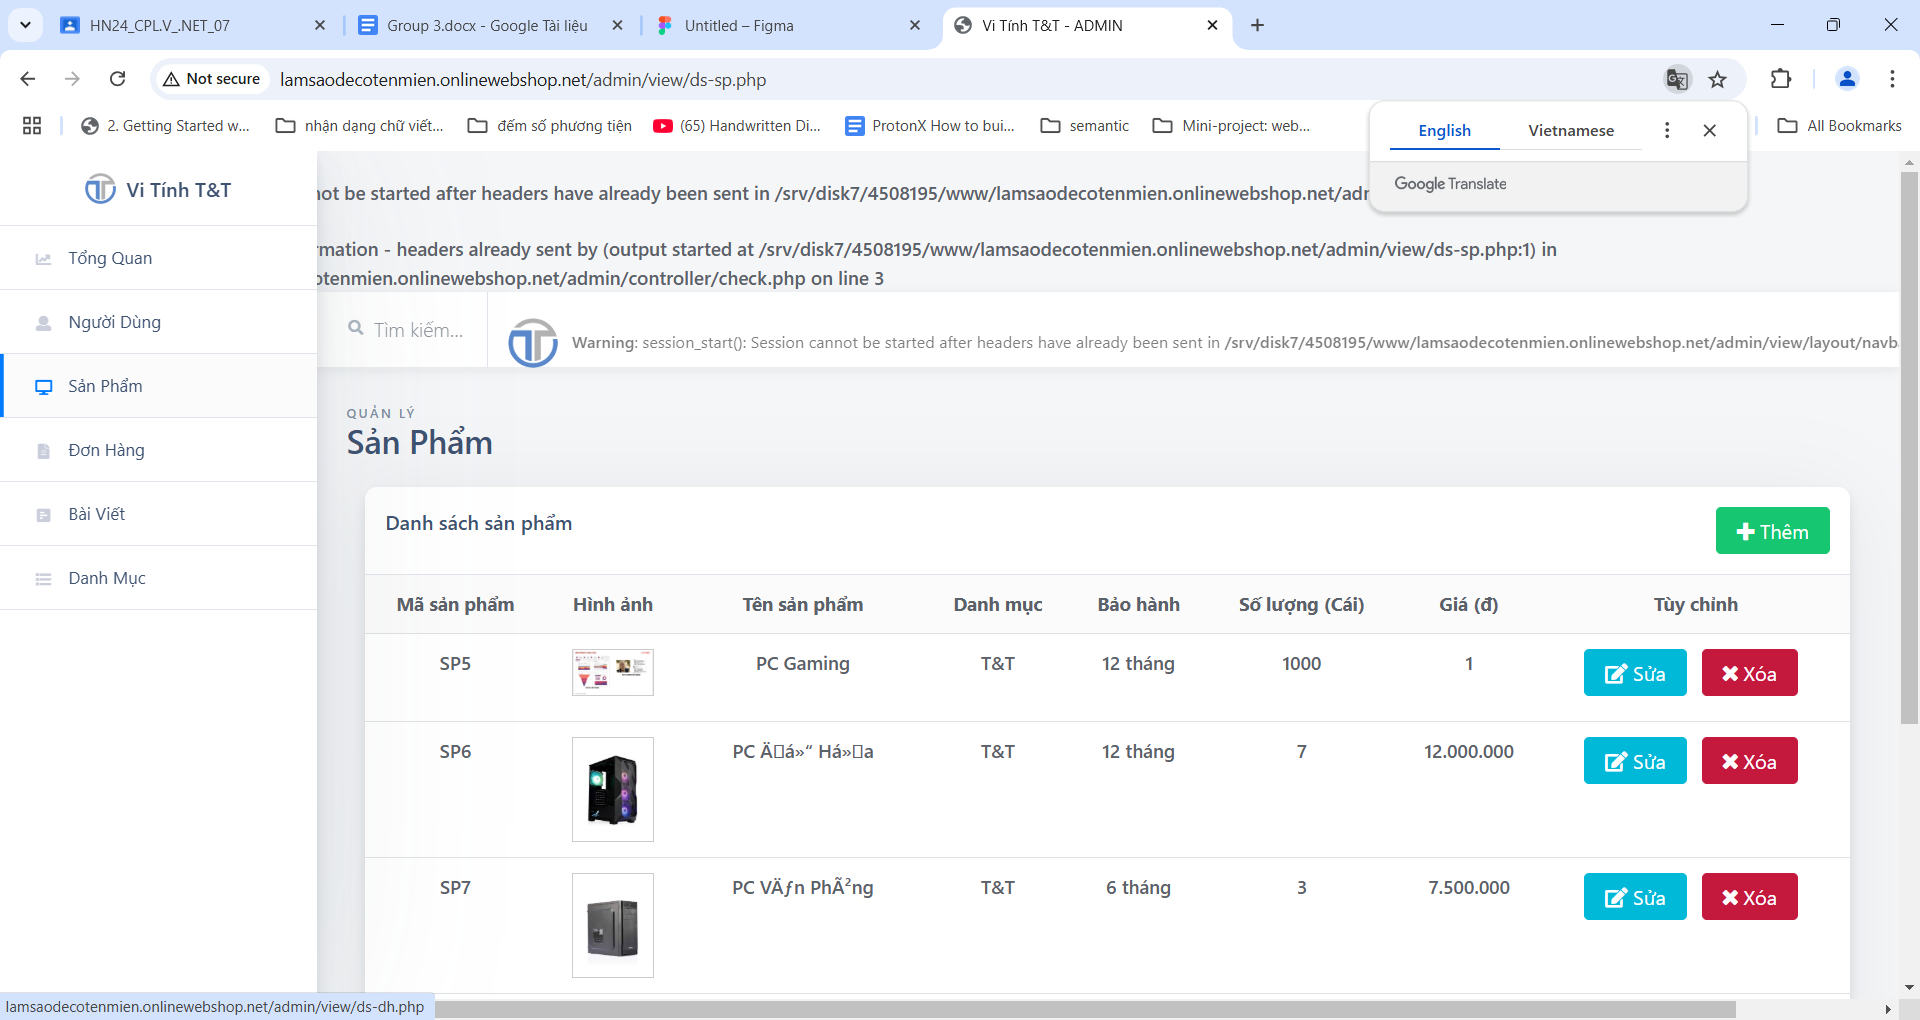 HN24_CPL.V_.NET_07
Group 3.docx - Google Tài liệu
Untitled – Figma
Vi Tính T&T - ADMIN
Not secure
lamsaodecotenmien.onlinewebshop.net/admin/view/ds-sp.php
2. Getting Started w...
nhận dạng chữ viết...
đếm số phương tiện
(65) Handwritten Di...
ProtonX How to bui...
semantic
Mini-project: web...
All Bookmarks
English
Vietnamese
Google Translate
Vi Tính T&T
not be started after headers have already been sent in /srv/disk7/4508195/www/lamsaodecotenmien.onlinewebshop.net/adm
rmation - headers already sent by (output started at /srv/disk7/4508195/www/lamsaodecotenmien.onlinewebshop.net/admin/view/ds-sp.php:1) in
otenmien.onlinewebshop.net/admin/controller/check.php on line 3
Tổng Quan
Người Dùng
Sản Phẩm
Đơn Hàng
Bài Viết
Danh Mục
Tìm kiếm...
Warning: session_start(): Session cannot be started after headers have already been sent in /srv/disk7/4508195/www/lamsaodecotenmien.onlinewebshop.net/admin/view/layout/navb
QUẢN LÝ
Sản Phẩm
Danh sách sản phẩm
Thêm
Mã sản phẩm Hình ảnh Tên sản phẩm Danh mục Bảo hành Số lượng (Cái) Giá (đ) Tùy chỉnh
SP5 PC Gaming T&T 12 tháng 1000 1 Sửa Xóa
SP6 PC Ä□á»“ Há»□a T&T 12 tháng 7 12.000.000 Sửa Xóa
SP7 PC VÄƒn PhÃ²ng T&T 6 tháng 3 7.500.000 Sửa Xóa
lamsaodecotenmien.onlinewebshop.net/admin/view/ds-dh.php